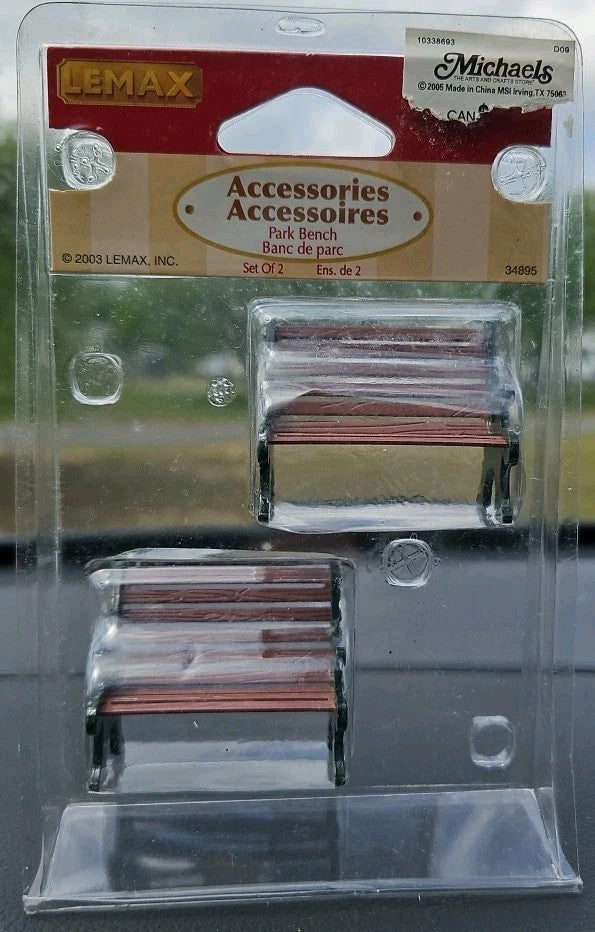 LEMAX
10338693 D09
Michaels
THE ARTS AND CRAFTS STORE
© 2005 Made in China MSI Irving, TX
CAN
Accessories
Accessoires
Park Bench
Banc de parc
Set Of 2 Ens. de 2
© 2003 LEMAX, INC.
34895